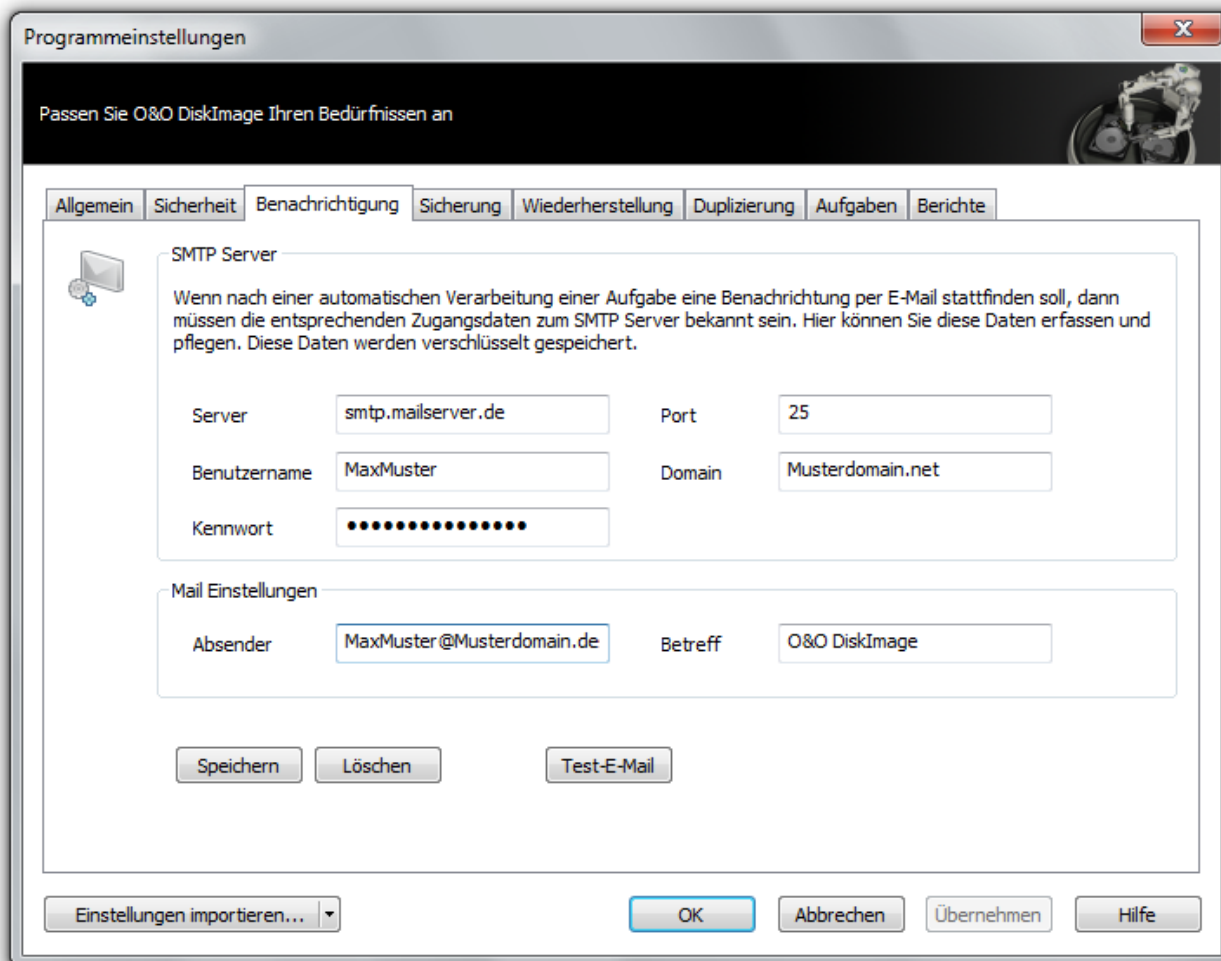 Programmeinstellungen
Passen Sie O&O DiskImage Ihren Bedürfnissen an
Allgemein Sicherheit Benachrichtigung Sicherung Wiederherstellung Duplizierung Aufgaben Berichte
SMTP Server
Wenn nach einer automatischen Verarbeitung einer Aufgabe eine Benachrichtung per E-Mail stattfinden soll, dann
müssen die entsprechenden Zugangsdaten zum SMTP Server bekannt sein. Hier können Sie diese Daten erfassen und
pflegen. Diese Daten werden verschlüsselt gespeichert.
Server smtp.mailserver.de Port 25
Benutzername MaxMuster Domain Musterdomain.net
Kennwort •••••••••••••••
Mail Einstellungen
Absender MaxMuster@Musterdomain.de Betreff O&O DiskImage
Speichern Löschen Test-E-Mail
Einstellungen importieren... OK Abbrechen Übernehmen Hilfe